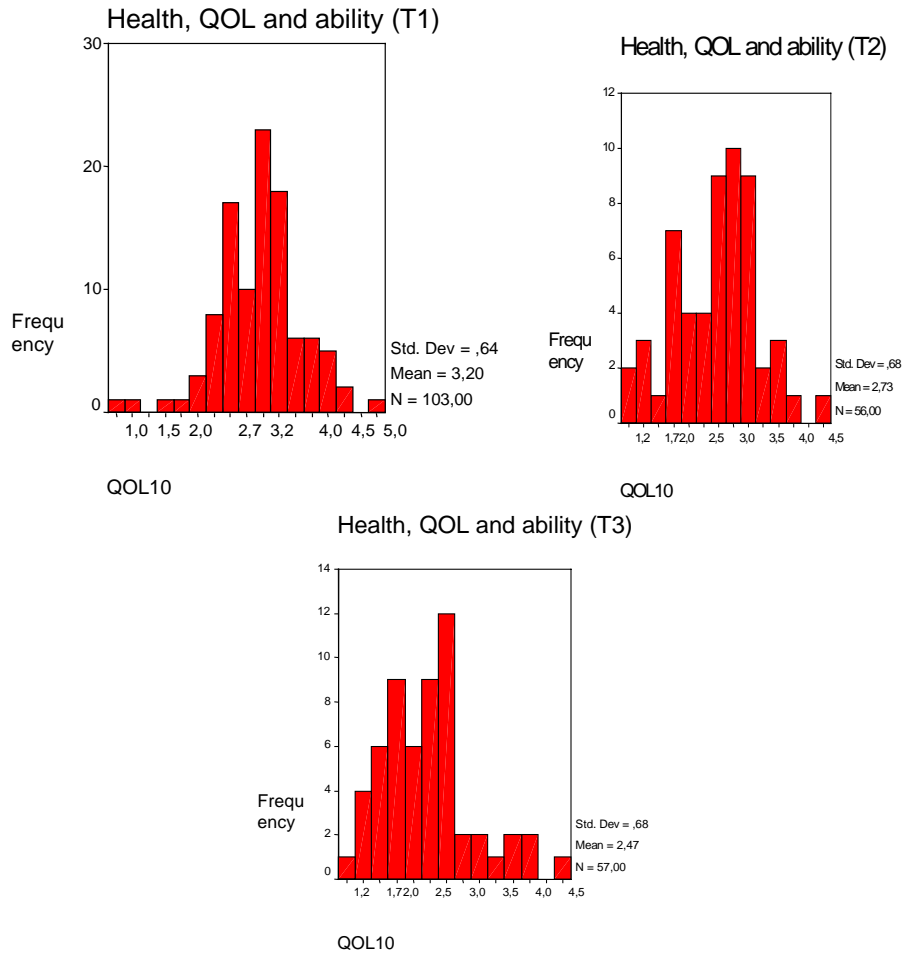 Health, QOL and ability (T1)
30
20
10
0
Frequ
ency
1,0 1,5 2,0 2,7 3,2 4,0 4,5 5,0
Std. Dev = ,64
Mean = 3,20
N = 103,00
QOL10
Health, QOL and ability (T2)
12
10
8
6
4
2
0
Frequ
ency
1,2 1,72,0 2,5 3,0 3,5 4,0 4,5
Std. Dev = ,68
Mean = 2,73
N = 56,00
QOL10
Health, QOL and ability (T3)
14
12
10
8
6
4
2
0
Frequ
ency
1,2 1,72,0 2,5 3,0 3,5 4,0 4,5
Std. Dev = ,68
Mean = 2,47
N = 57,00
QOL10